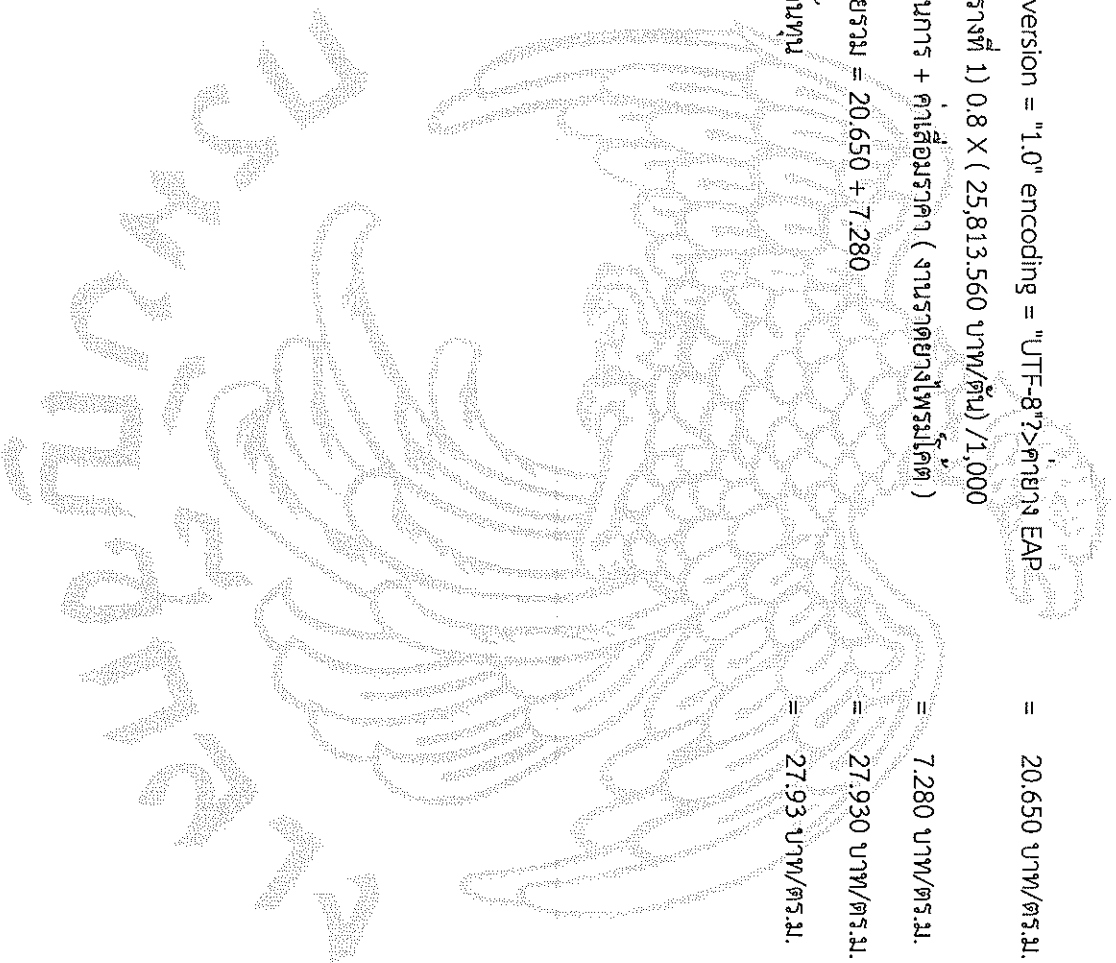 version = "1.0" encoding = "UTF-8"?>ค่ายาง EAP = 20.650 บาท/ตร.ม.
รางที่ 1) 0.8 X ( 25,813.560 บาท/ตัน) /1,000
นการ + ค่าเสื่อมราคา ( งานราดยางไพรมโค้ต ) = 7.280 บาท/ตร.ม.
ยรวม = 20.650 + 7.280 = 27.930 บาท/ตร.ม.
นทุน = 27.93 บาท/ตร.ม.